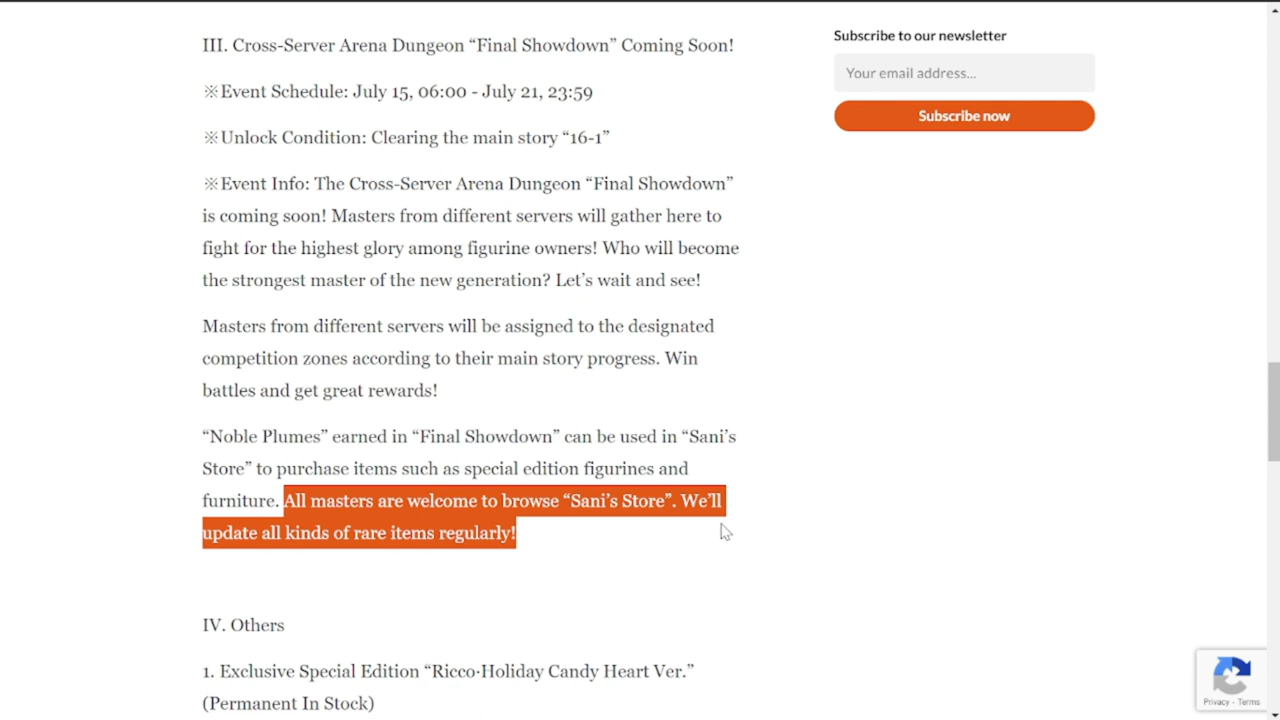 III. Cross-Server Arena Dungeon “Final Showdown” Coming Soon!
※Event Schedule: July 15, 06:00 - July 21, 23:59
※Unlock Condition: Clearing the main story “16-1”
※Event Info: The Cross-Server Arena Dungeon “Final Showdown”
is coming soon! Masters from different servers will gather here to
fight for the highest glory among figurine owners! Who will become
the strongest master of the new generation? Let’s wait and see!
Masters from different servers will be assigned to the designated
competition zones according to their main story progress. Win
battles and get great rewards!
“Noble Plumes” earned in “Final Showdown” can be used in “Sani’s
Store” to purchase items such as special edition figurines and
furniture. All masters are welcome to browse “Sani’s Store”. We’ll
update all kinds of rare items regularly!
IV. Others
1. Exclusive Special Edition “Ricco·Holiday Candy Heart Ver.”
(Permanent In Stock)
Subscribe to our newsletter
Your email address...
Subscribe now
Privacy - Terms